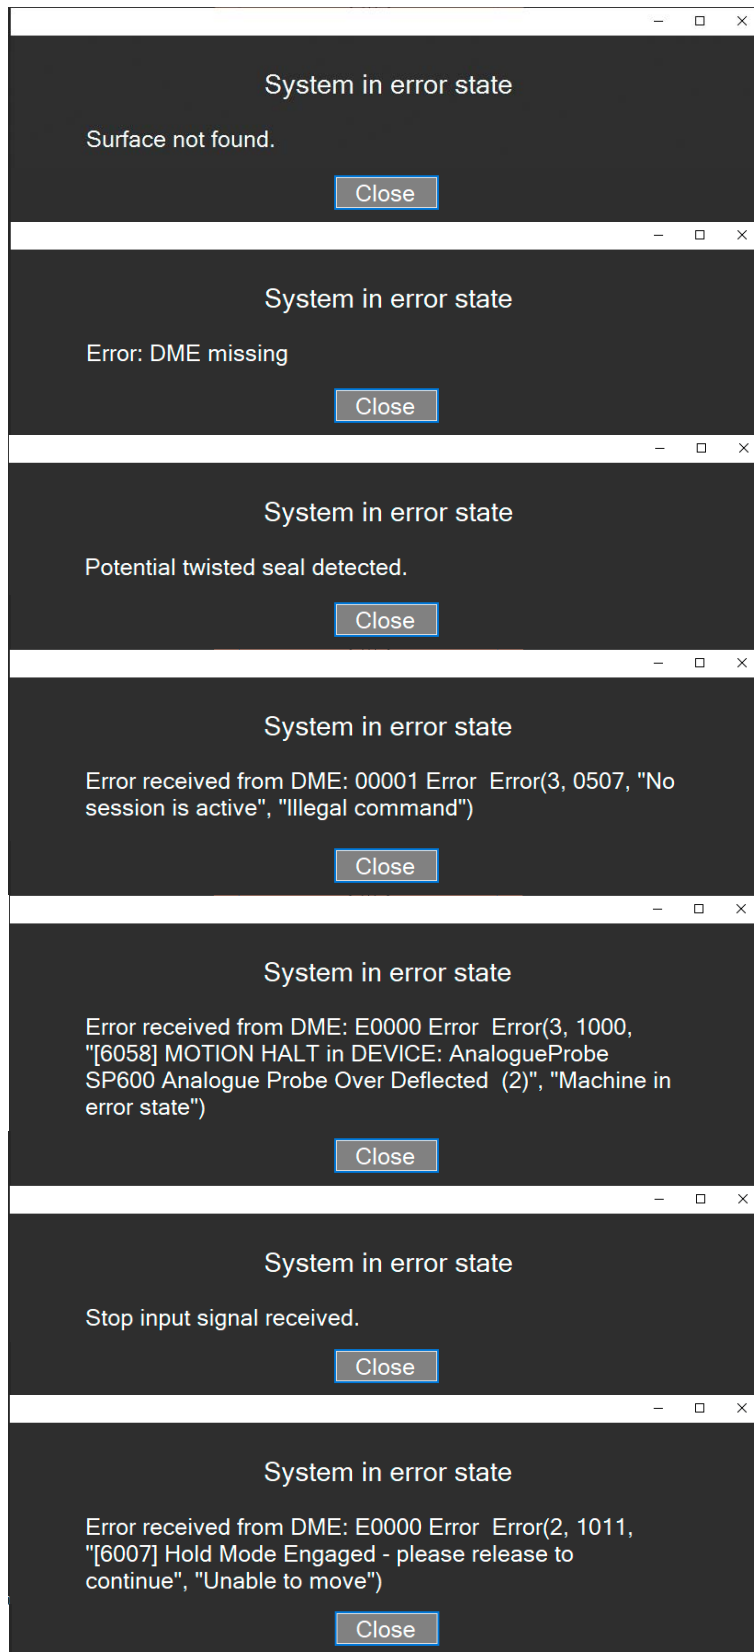 System in error state
Surface not found.
Close
System in error state
Error: DME missing
Close
System in error state
Potential twisted seal detected.
Close
System in error state
Error received from DME: 00001 Error  Error(3, 0507, "No
session is active", "Illegal command")
Close
System in error state
Error received from DME: E0000 Error  Error(3, 1000,
"[6058] MOTION HALT in DEVICE: AnalogueProbe
SP600 Analogue Probe Over Deflected  (2)", "Machine in
error state")
Close
System in error state
Stop input signal received.
Close
System in error state
Error received from DME: E0000 Error  Error(2, 1011,
"[6007] Hold Mode Engaged - please release to
continue", "Unable to move")
Close